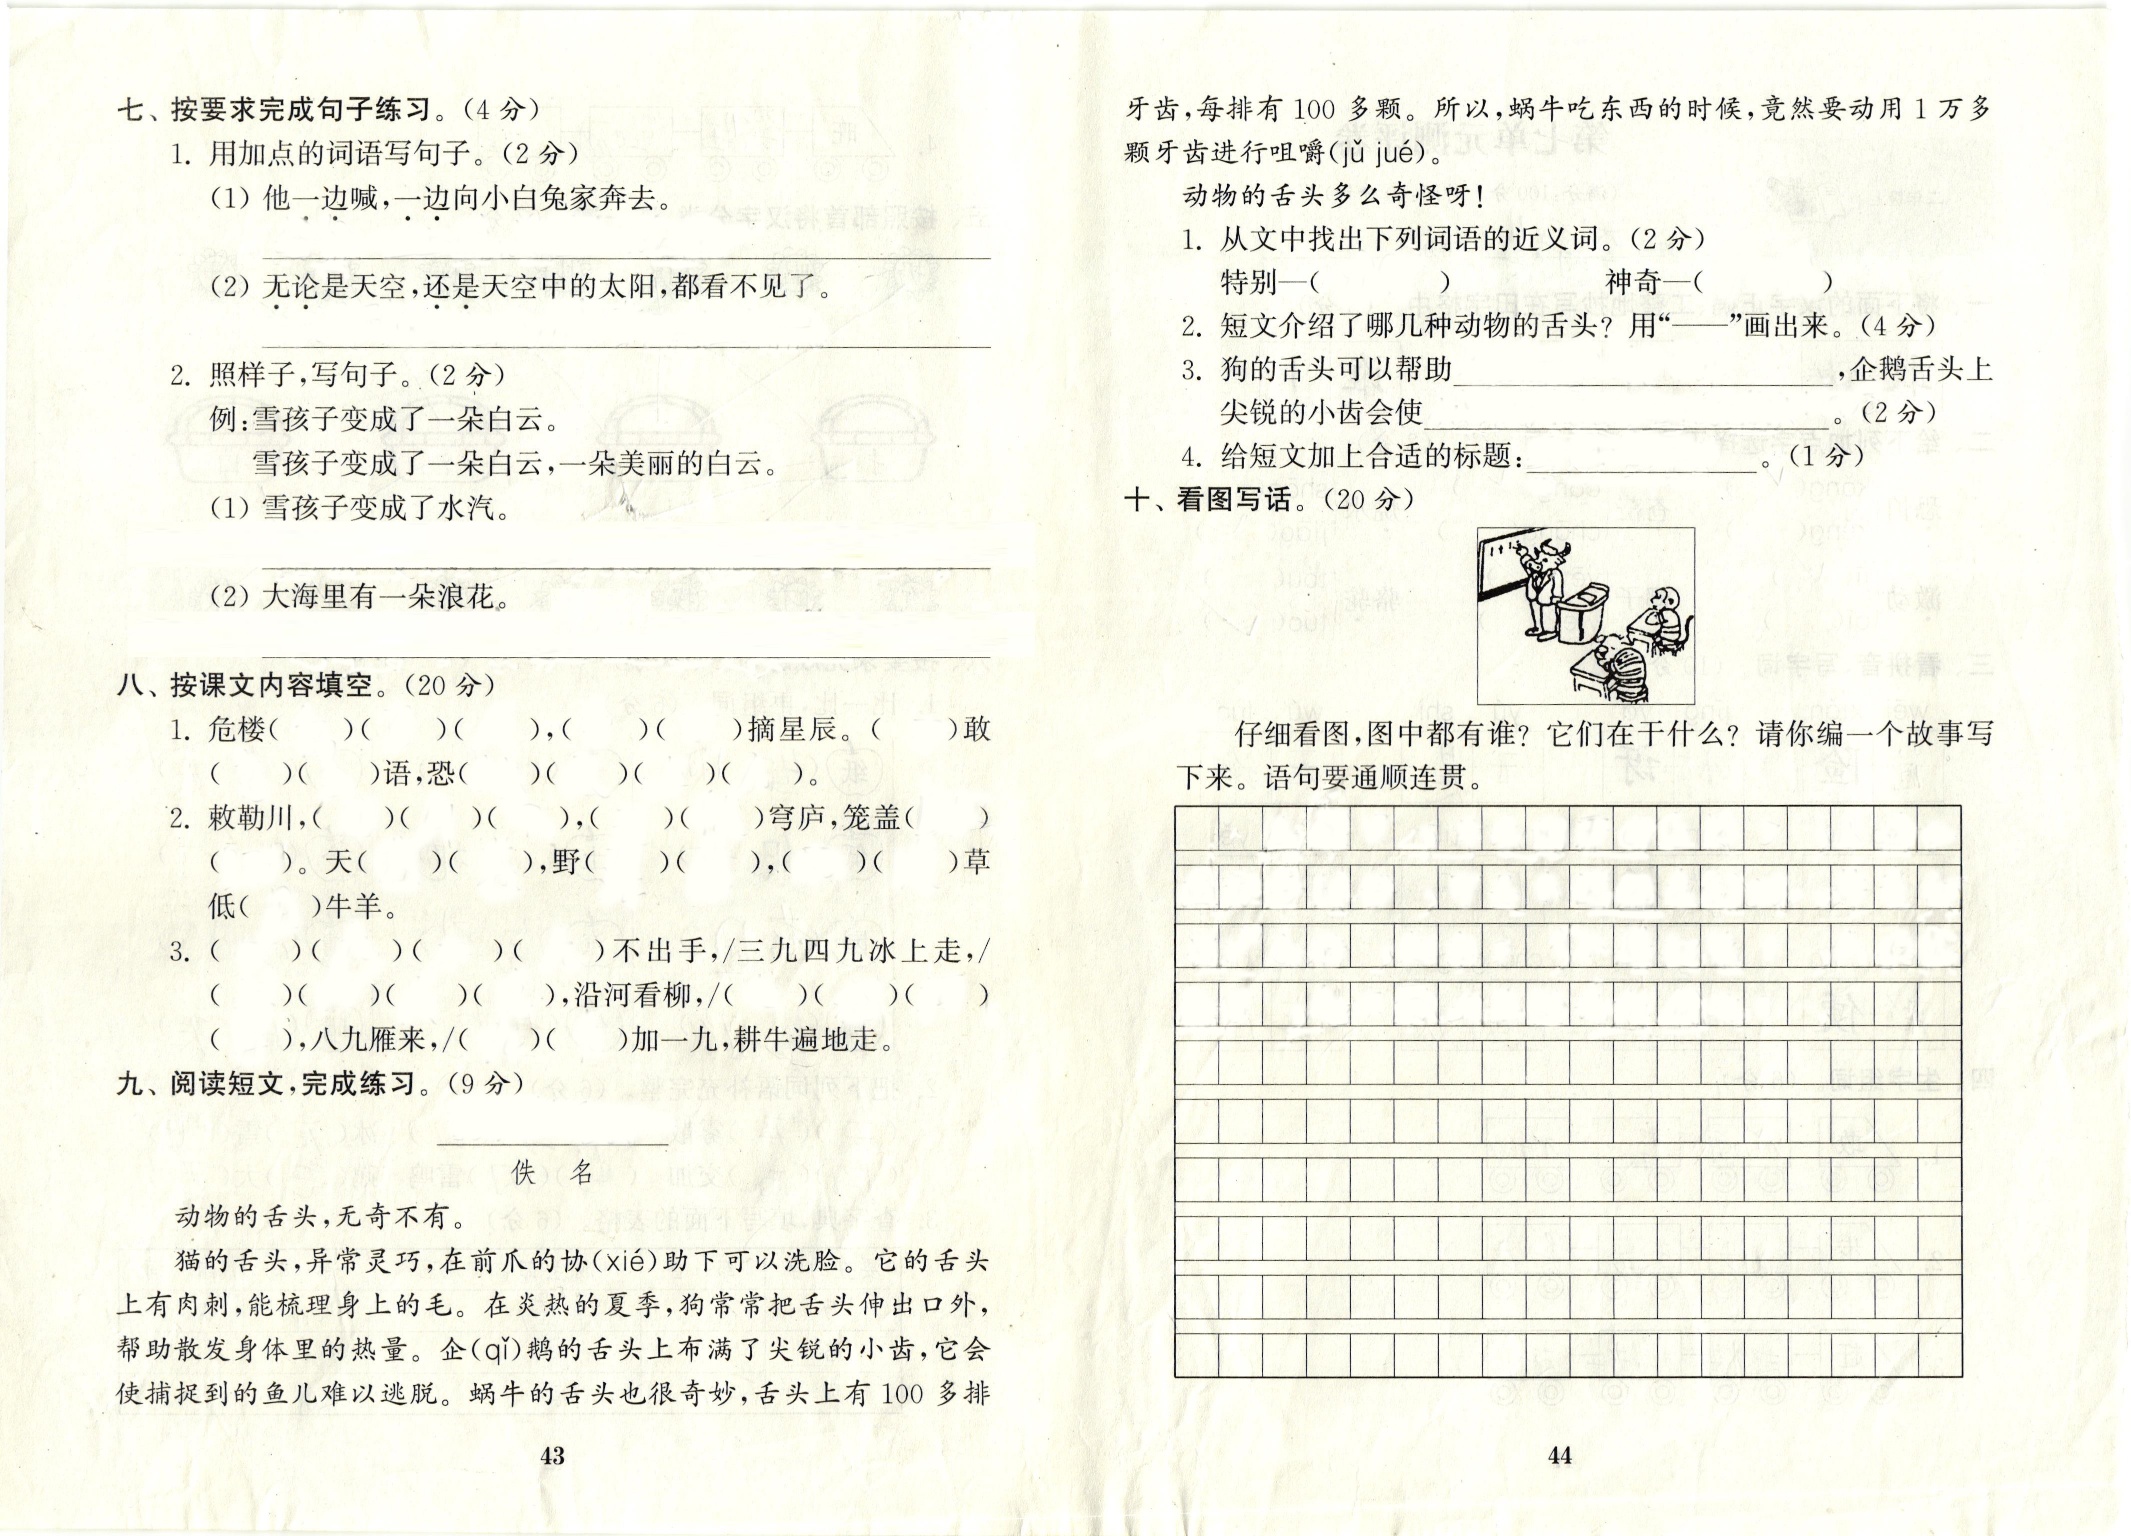 七、按要求完成句子练习。(4 分)
1. 用加点的词语写句子。(2 分)
(1) 他一边喊,一边向小白兔家奔去。
(2) 无论是天空,还是天空中的太阳,都看不见了。
2. 照样子,写句子。(2 分)
例:雪孩子变成了一朵白云。
雪孩子变成了一朵白云,一朵美丽的白云。
(1) 雪孩子变成了水汽。
(2) 大海里有一朵浪花。
八、按课文内容填空。(20 分)
1. 危楼(　　)(　　)(　　),(　　)(　　)摘星辰。(　　)敢
(　　)(　　)语,恐(　　)(　　)(　　)(　　)。
2. 敕勒川,(　　)(　　)(　　),(　　)(　　)穹庐,笼盖(　　)
(　　)。天(　　)(　　),野(　　)(　　),(　　)(　　)草
低(　　)牛羊。
3. (　　)(　　)(　　)(　　)不出手,/三九四九冰上走,/
(　　)(　　)(　　)(　　),沿河看柳,/(　　)(　　)(　　)
(　　),八九雁来,/(　　)(　　)加一九,耕牛遍地走。
九、阅读短文,完成练习。(9 分)
佚 名
动物的舌头,无奇不有。
猫的舌头,异常灵巧,在前爪的协(xié)助下可以洗脸。它的舌头
上有肉刺,能梳理身上的毛。在炎热的夏季,狗常常把舌头伸出口外,
帮助散发身体里的热量。企(qǐ)鹅的舌头上布满了尖锐的小齿,它会
使捕捉到的鱼儿难以逃脱。蜗牛的舌头也很奇妙,舌头上有 100 多排
43
牙齿,每排有 100 多颗。所以,蜗牛吃东西的时候,竟然要动用 1 万多
颗牙齿进行咀嚼(jǔ jué)。
动物的舌头多么奇怪呀!
1. 从文中找出下列词语的近义词。(2 分)
特别—(　　　　) 神奇—(　　　　)
2. 短文介绍了哪几种动物的舌头? 用“——”画出来。(4 分)
3. 狗的舌头可以帮助____________________,企鹅舌头上
尖锐的小齿会使____________________。(2 分)
4. 给短文加上合适的标题:____________。(1 分)
十、看图写话。(20 分)
仔细看图,图中都有谁? 它们在干什么? 请你编一个故事写
下来。语句要通顺连贯。
44